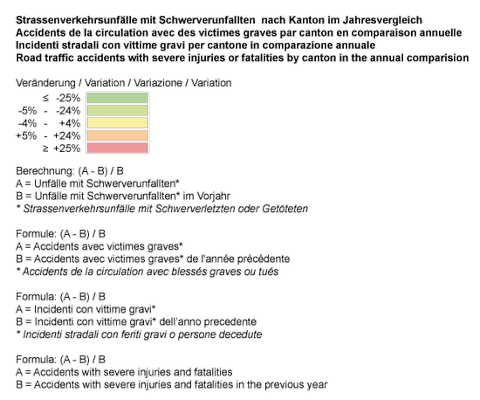 Strassenverkehrsunfälle mit Schwerverunfallten nach Kanton im Jahresvergleich
Accidents de la circulation avec des victimes graves par canton en comparaison annuelle
Incidenti stradali con vittime gravi per cantone in comparazione annuale
Road traffic accidents with severe injuries or fatalities by canton in the annual comparision
Veränderung / Variation / Variazione / Variation
≤ -25%
-5% - -24%
-4% - +4%
+5% - +24%
≥ +25%
Berechnung: (A - B) / B
A = Unfälle mit Schwerverunfallten*
B = Unfälle mit Schwerverunfallten* im Vorjahr
* Strassenverkehrsunfälle mit Schwerverletzten oder Getöteten
Formule: (A - B) / B
A = Accidents avec victimes graves*
B = Accidents avec victimes graves* de l'année précédente
* Accidents de la circulation avec blessés graves ou tués
Formula: (A - B) / B
A = Incidenti con vittime gravi*
B = Incidenti con vittime gravi* dell'anno precedente
* Incidenti stradali con feriti gravi o persone decedute
Formula: (A - B) / B
A = Accidents with severe injuries and fatalities
B = Accidents with severe injuries and fatalities in the previous year